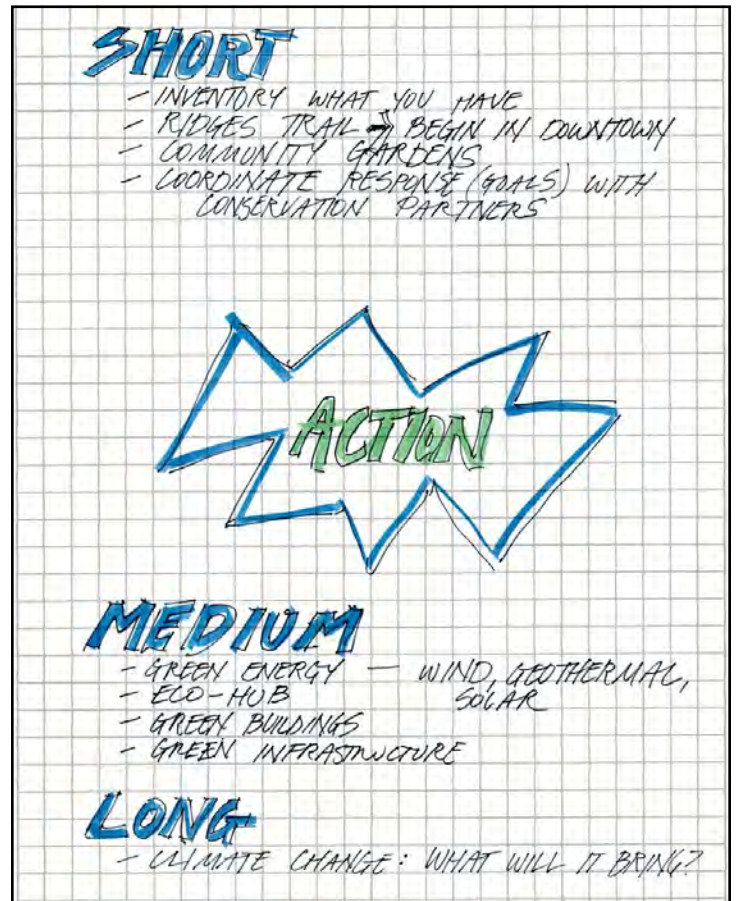 SHORT
- INVENTORY WHAT YOU HAVE
- RIDGES TRAIL → BEGIN IN DOWNTOWN
- COMMUNITY GARDENS
- COORDINATE RESPONSE (GOALS) WITH
CONSERVATION PARTNERS
ACTION
MEDIUM
- GREEN ENERGY — WIND, GEOTHERMAL,
SOLAR
- ECO-HUB
- GREEN BUILDINGS
- GREEN INFRASTRUCTURE
LONG
- CLIMATE CHANGE: WHAT WILL IT BRING?